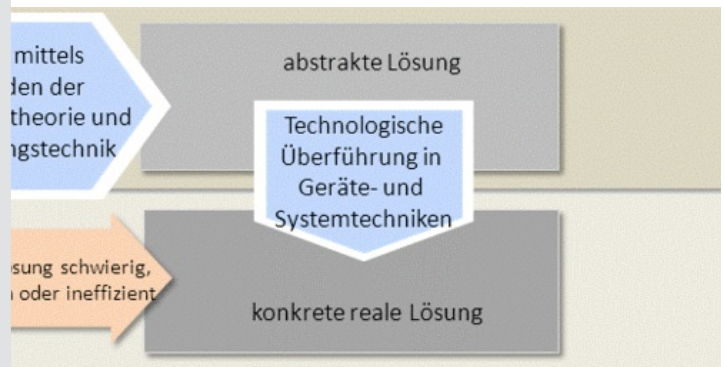 mittels
den der
theorie und
ngstechnik
abstrakte Lösung
Technologische
Überführung in
Geräte- und
Systemtechniken
sung schwierig,
oder ineffizient
konkrete reale Lösung